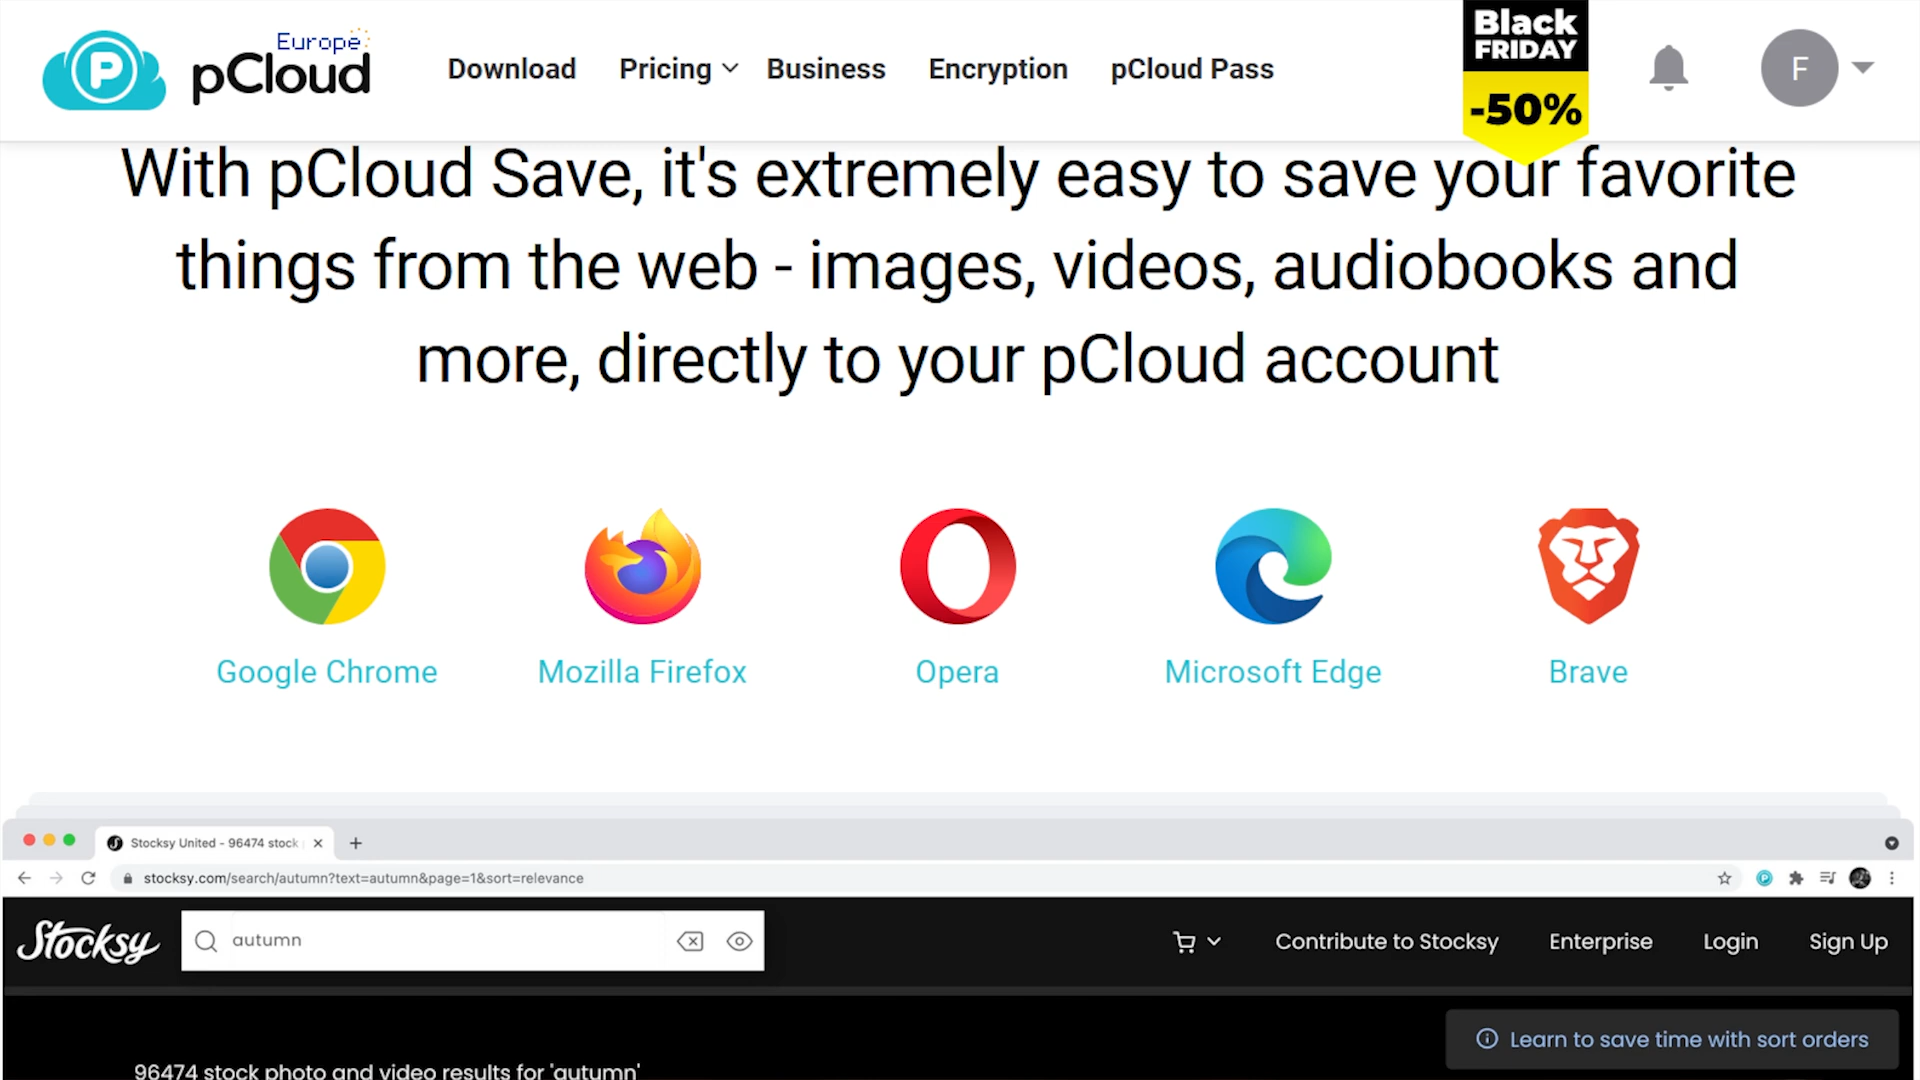 Europe
pCloud
Download
Pricing
Business
Encryption
pCloud Pass
Black
FRIDAY
-50%
F
With pCloud Save, it's extremely easy to save your favorite
things from the web - images, videos, audiobooks and
more, directly to your pCloud account
Google Chrome
Mozilla Firefox
Opera
Microsoft Edge
Brave
Stocksy United - 96474 stock
stocksy.com/search/autumn?text=autumn&page=1&sort=relevance
Stocksy
autumn
Contribute to Stocksy
Enterprise
Login
Sign Up
Learn to save time with sort orders
96474 stock photo and video results for 'autumn'